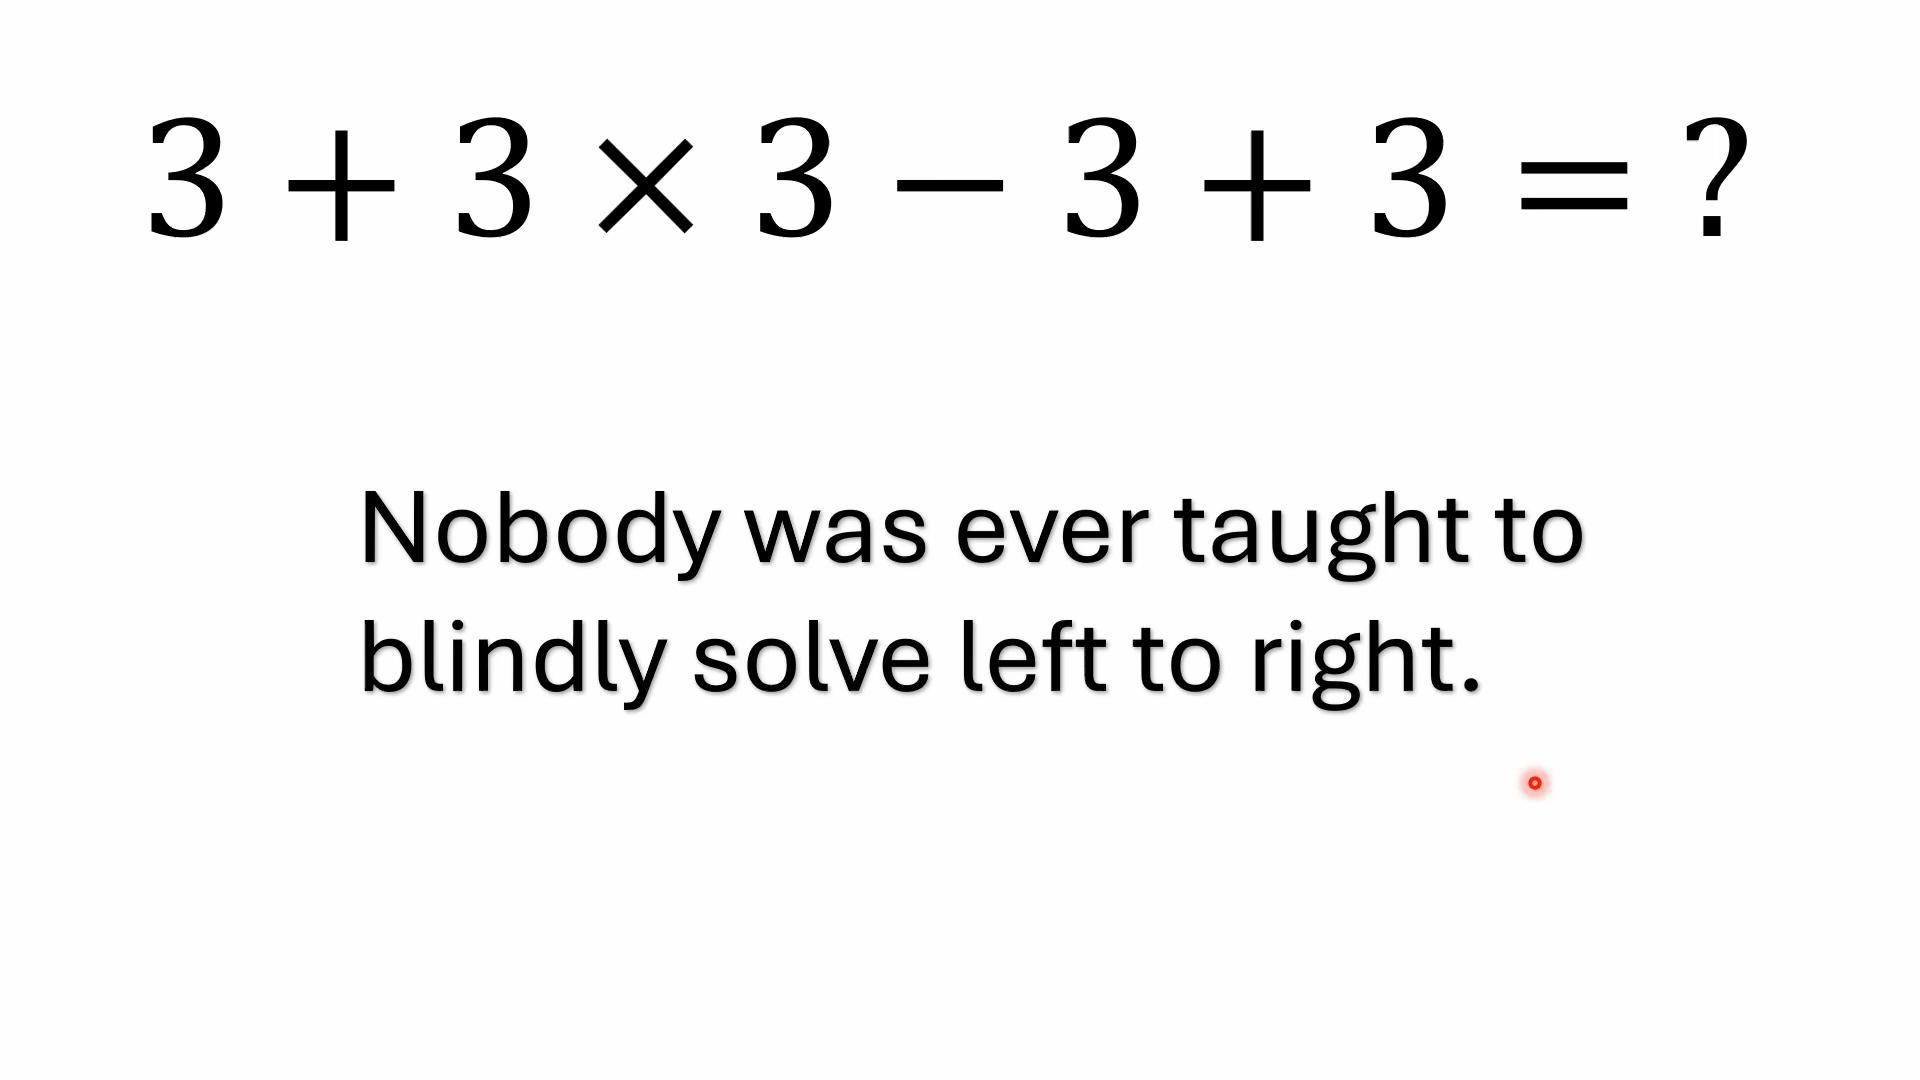 3 + 3 × 3 − 3 + 3 = ?
Nobody was ever taught to
blindly solve left to right.